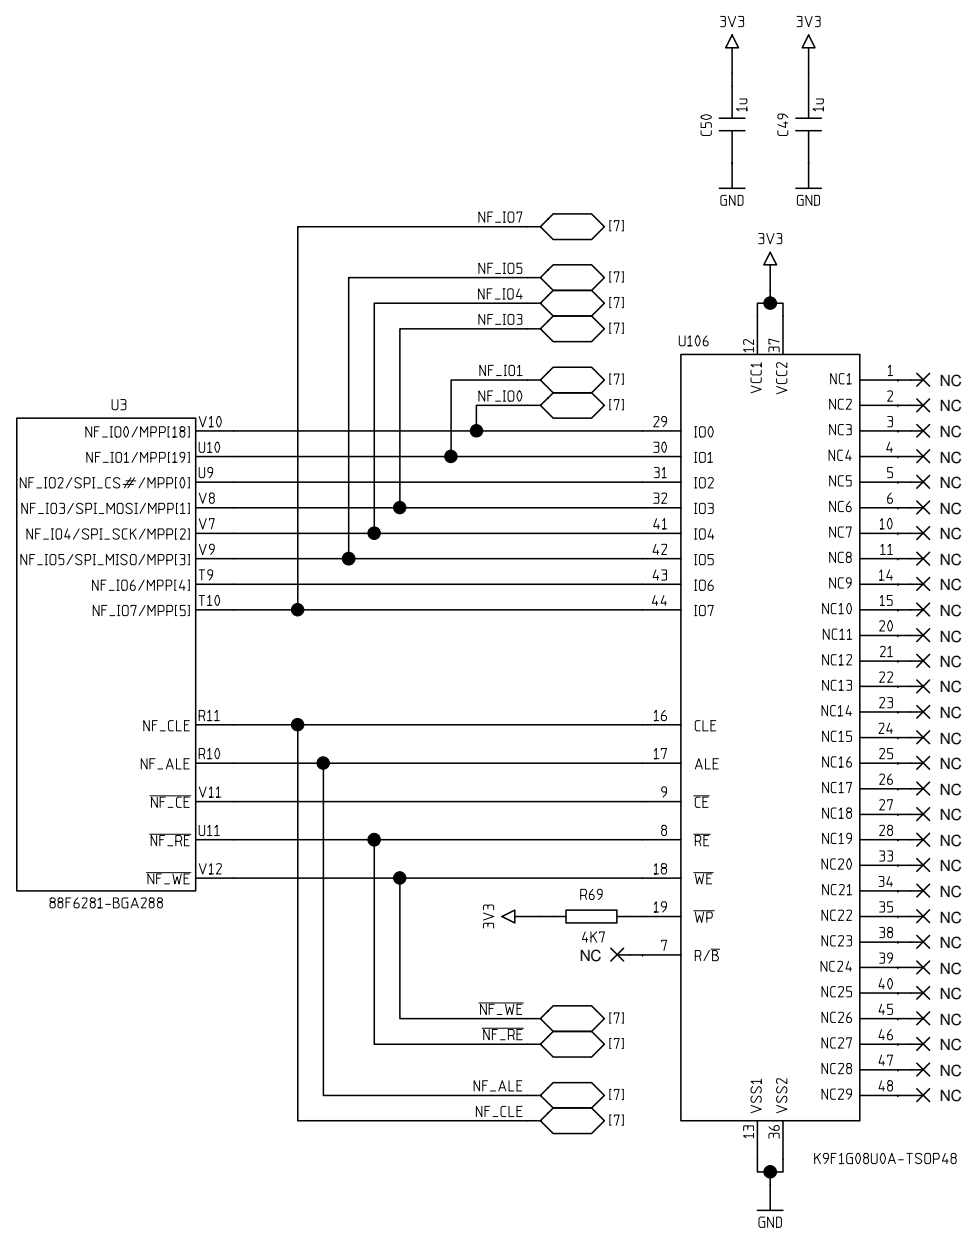 3V3 3V3
C50 1u C49 1u
GND GND
NF_IO7 [7]
3V3
NF_IO5 [7]
NF_IO4 [7]
NF_IO3 [7]
U106
12 37
VCC1 VCC2
NF_IO1 [7]
NF_IO0 [7]
U3
NF_IO0/MPP[18] V10 29 IO0
NF_IO1/MPP[19] U10 30 IO1
NF_IO2/SPI_CS#/MPP[0] U9 31 IO2
NF_IO3/SPI_MOSI/MPP[1] V8 32 IO3
NF_IO4/SPI_SCK/MPP[2] V7 41 IO4
NF_IO5/SPI_MISO/MPP[3] V9 42 IO5
NF_IO6/MPP[4] T9 43 IO6
NF_IO7/MPP[5] T10 44 IO7
NF_CLE R11 16 CLE
NF_ALE R10 17 ALE
NF_CE V11 9 CE
NF_RE U11 8 RE
NF_WE V12 18 WE
88F6281-BGA288
3V3 R69 19 WP
4K7
NC 7 R/B
NF_WE [7]
NF_RE [7]
NF_ALE [7]
NF_CLE [7]
NC1 1 NC
NC2 2 NC
NC3 3 NC
NC4 4 NC
NC5 5 NC
NC6 6 NC
NC7 10 NC
NC8 11 NC
NC9 14 NC
NC10 15 NC
NC11 20 NC
NC12 21 NC
NC13 22 NC
NC14 23 NC
NC15 24 NC
NC16 25 NC
NC17 26 NC
NC18 27 NC
NC19 28 NC
NC20 33 NC
NC21 34 NC
NC22 35 NC
NC23 38 NC
NC24 39 NC
NC25 40 NC
NC26 45 NC
NC27 46 NC
NC28 47 NC
NC29 48 NC
VSS1 VSS2
13 36
K9F1G08U0A-TSOP48
GND